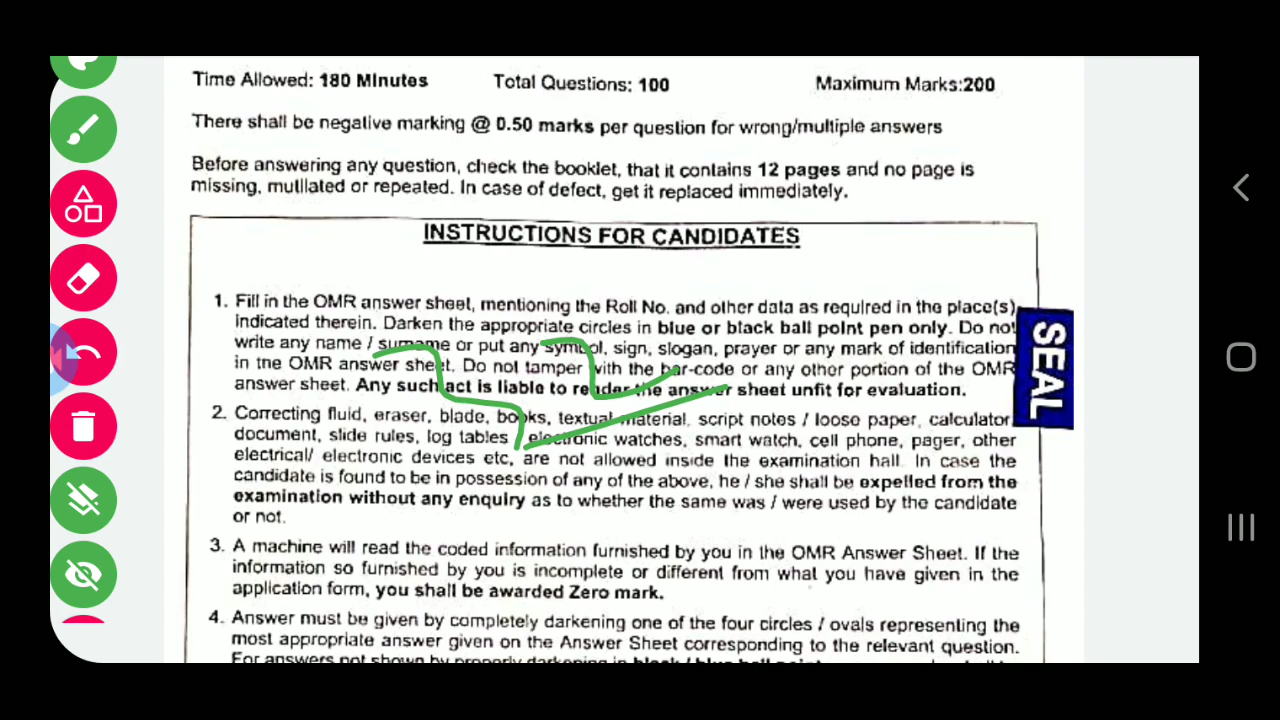 Time Allowed: 180 Minutes Total Questions: 100 Maximum Marks:200
There shall be negative marking @ 0.50 marks per question for wrong/multiple answers
Before answering any question, check the booklet, that it contains 12 pages and no page is
missing, mutilated or repeated. In case of defect, get it replaced immediately.
INSTRUCTIONS FOR CANDIDATES
1. Fill in the OMR answer sheet, mentioning the Roll No. and other data as required in the place(s)
indicated therein. Darken the appropriate circles in blue or black ball point pen only. Do not
write any name / surname or put any symbol, sign, slogan, prayer or any mark of identification
in the OMR answer sheet. Do not tamper with the bar-code or any other portion of the OMR
answer sheet. Any such act is liable to render the answer sheet unfit for evaluation.
SEAL
2. Correcting fluid, eraser, blade, books, textual material, script notes / loose paper, calculator
document, slide rules, log tables / electronic watches, smart watch, cell phone, pager, other
electrical/ electronic devices etc, are not allowed inside the examination hall. In case the
candidate is found to be in possession of any of the above, he / she shall be expelled from the
examination without any enquiry as to whether the same was / were used by the candidate
or not.
3. A machine will read the coded information furnished by you in the OMR Answer Sheet. If the
information so furnished by you is incomplete or different from what you have given in the
application form, you shall be awarded Zero mark.
4. Answer must be given by completely darkening one of the four circles / ovals representing the
most appropriate answer given on the Answer Sheet corresponding to the relevant question.
For answers not shown by properly darkening in black / blue ball point